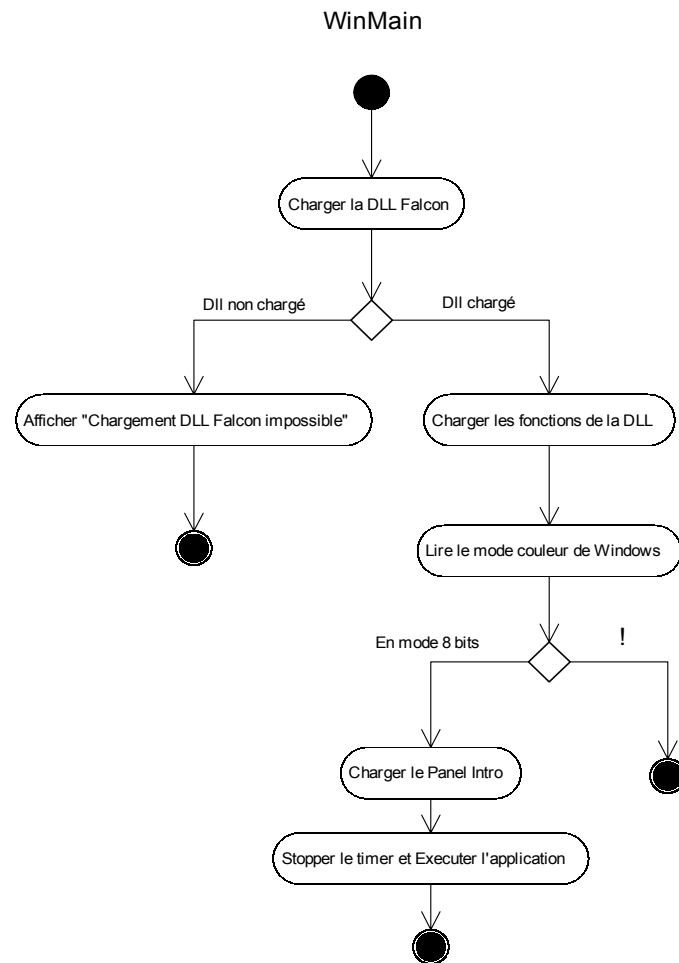 WinMain
Charger la DLL Falcon
Dll non chargé
Dll chargé
Afficher "Chargement DLL Falcon impossible"
Charger les fonctions de la DLL
Lire le mode couleur de Windows
En mode 8 bits
!
Charger le Panel Intro
Stopper le timer et Executer l'application